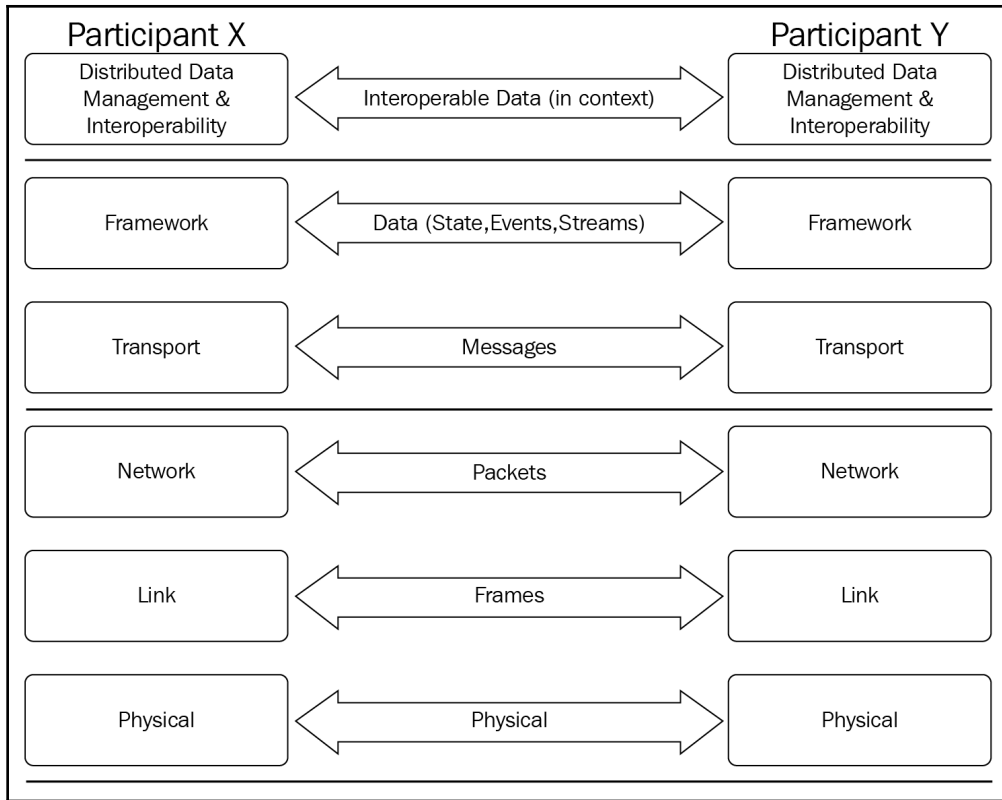 Participant X
Participant Y
Distributed Data
Management &
Interoperability
Interoperable Data (in context)
Distributed Data
Management &
Interoperability
Framework
Data (State,Events,Streams)
Framework
Transport
Messages
Transport
Network
Packets
Network
Link
Frames
Link
Physical
Physical
Physical